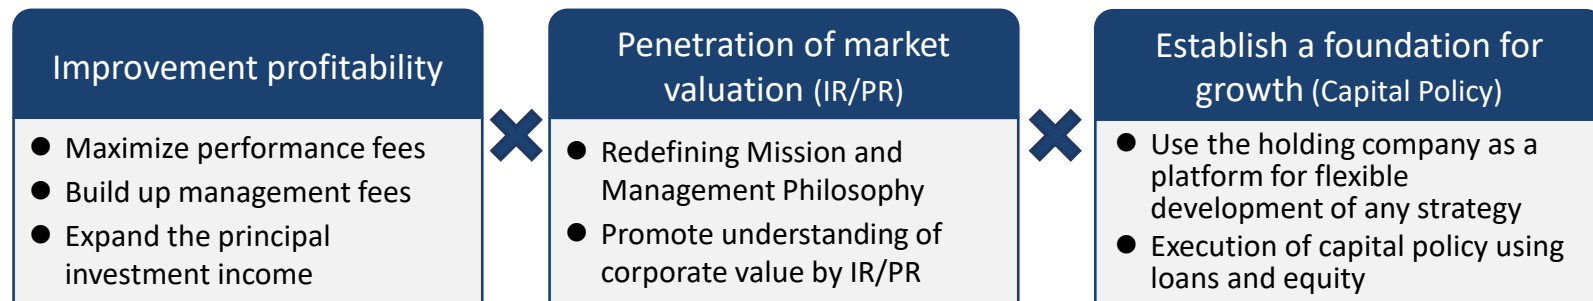 Improvement profitability
● Maximize performance fees
● Build up management fees
● Expand the principal
investment income
Penetration of market
valuation (IR/PR)
● Redefining Mission and
Management Philosophy
● Promote understanding of
corporate value by IR/PR
Establish a foundation for
growth (Capital Policy)
● Use the holding company as a
platform for flexible
development of any strategy
● Execution of capital policy using
loans and equity